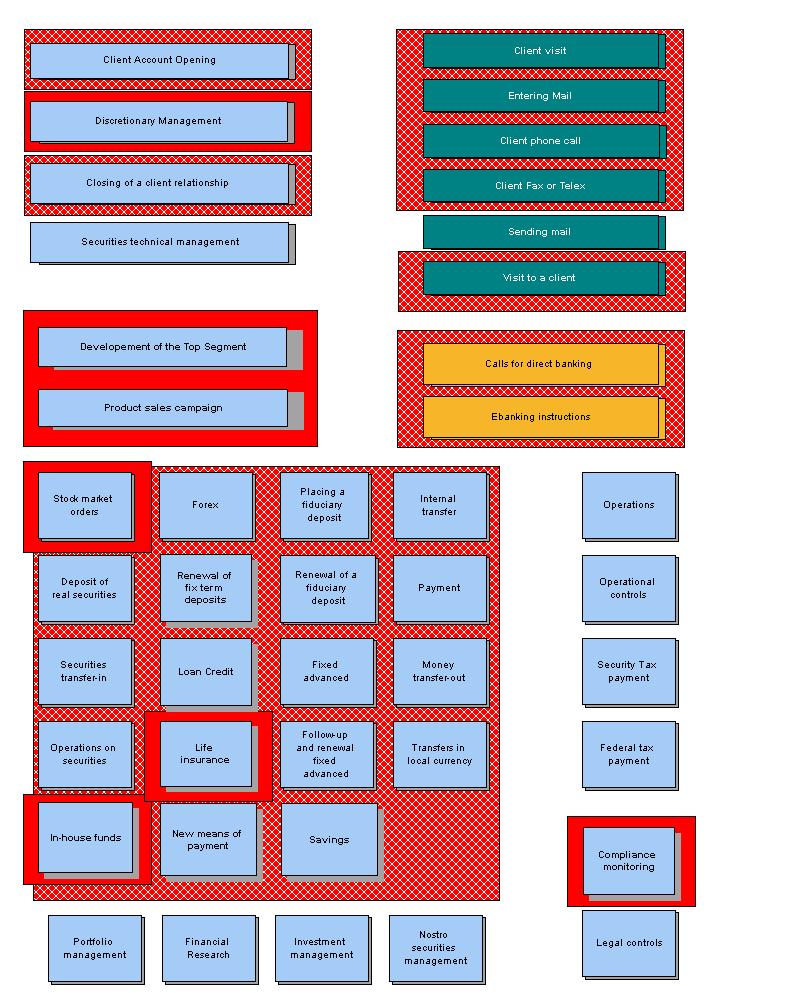 Client Account Opening
Discretionary Management
Closing of a client relationship
Securities technical management
Client visit
Entering Mail
Client phone call
Client Fax or Telex
Sending mail
Visit to a client
Developement of the Top Segment
Product sales campaign
Calls for direct banking
Ebanking instructions
Stock market
orders
Forex
Placing a
fiduciary
deposit
Internal
transfer
Deposit of
real securities
Renewal of
fix term
deposits
Renewal of a
fiduciary
deposit
Payment
Securities
transfer-in
Loan Credit
Fixed
advanced
Money
transfer-out
Operations on
securities
Life
insurance
Follow-up
and renewal
fixed
advanced
Transfers in
local currency
In-house funds
New means of
payment
Savings
Operations
Operational
controls
Security Tax
payment
Federal tax
payment
Compliance
monitoring
Legal controls
Portfolio
management
Financial
Research
Investment
management
Nostro
securities
management